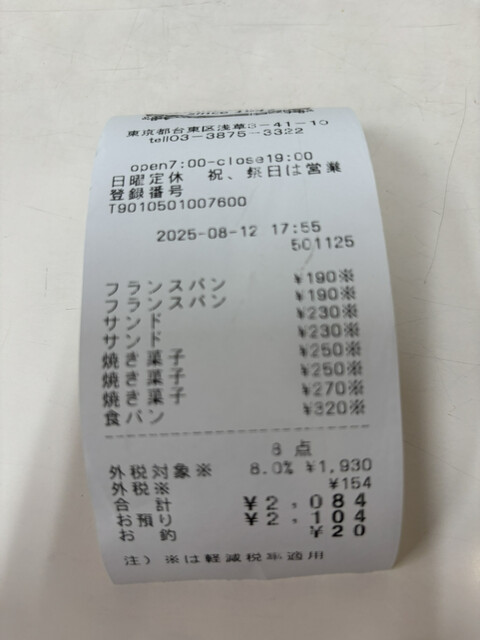 東京都台東区浅草3-41-10
tel03-3875-3322
open7:00-close19:00
日曜定休 祝、祭日は営業
登録番号
T9010501007600
2025-08-12 17:55
501125
フランスパン ¥190※
フランスパン ¥190※
サンド ¥230※
サンド ¥230※
焼き菓子 ¥250※
焼き菓子 ¥250※
焼き菓子 ¥270※
食パン ¥320※
8点
外税対象※ 8.0% ¥1,930
外税※ ¥154
合計 ¥2,084
お預り ¥2,104
お釣 ¥20
注)※は軽減税率適用